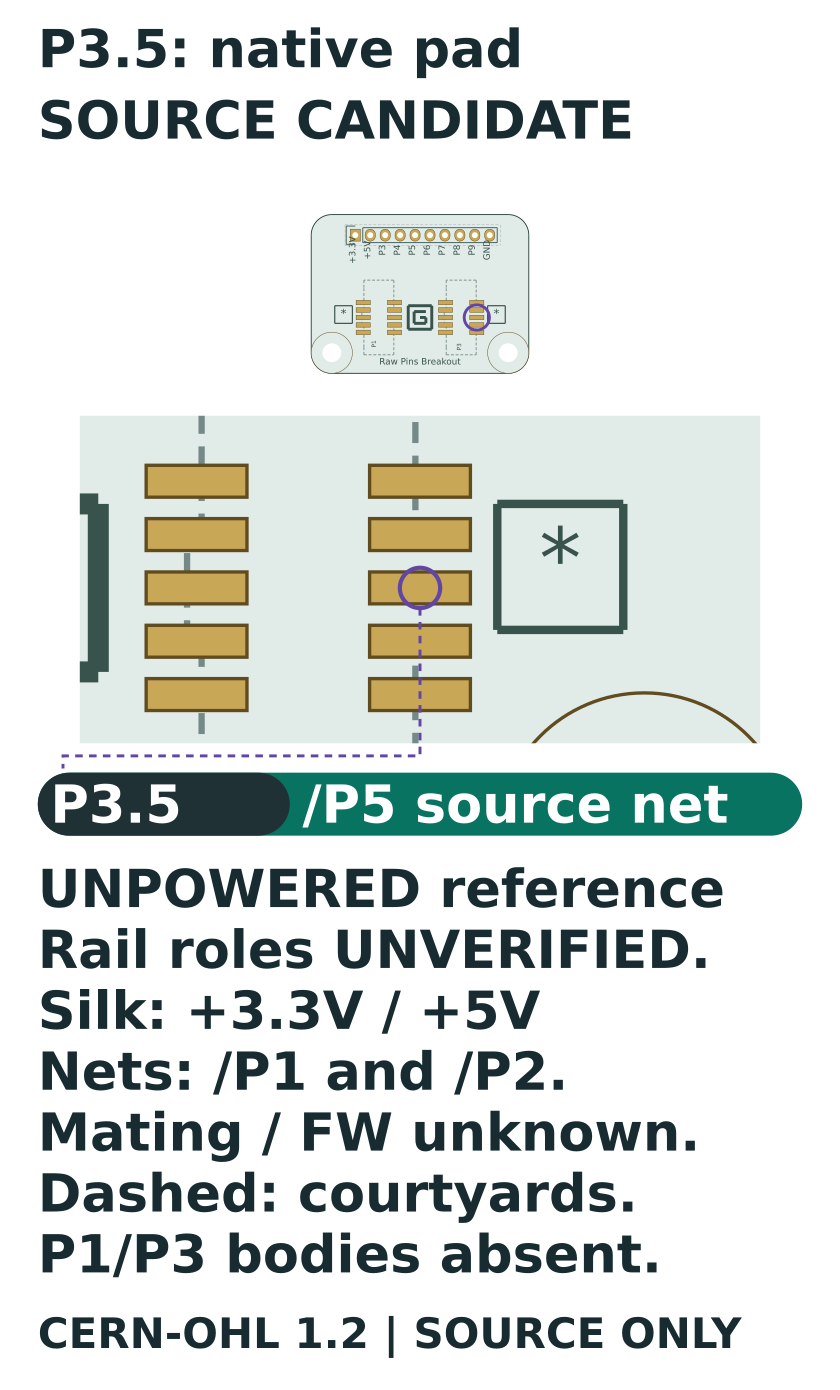 P3.5: native pad
SOURCE CANDIDATE
+3.3V +5V P3 P4 P5 P6 P7 P8 P9 GND
* *
P1 P3
Raw Pins Breakout
*
P3.5 /P5 source net
UNPOWERED reference
Rail roles UNVERIFIED.
Silk: +3.3V / +5V
Nets: /P1 and /P2.
Mating / FW unknown.
Dashed: courtyards.
P1/P3 bodies absent.
CERN-OHL 1.2 | SOURCE ONLY